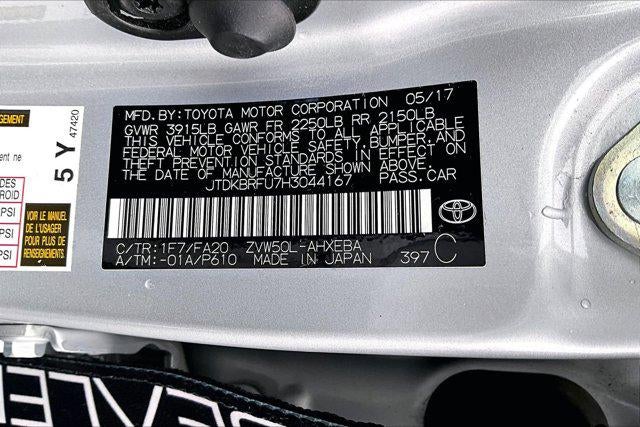 MFD. BY:TOYOTA MOTOR CORPORATION 05/17
GVWR 3915LB GAWR FR 2250LB RR 2150LB
THIS VEHICLE CONFORMS TO ALL APPLICABLE
FEDERAL MOTOR VEHICLE SAFETY, BUMPER, AND
THEFT PREVENTION STANDARDS IN EFFECT ON
THE DATE OF MANUFACTURE SHOWN ABOVE.
JTDKBRFU7H3044167 PASS.CAR
C/TR:1F7/FA20 ZVW50L-AHXEBA
A/TM:-01A/P610 MADE IN JAPAN 397 C
5 Y
47420
PSI
PSI
VOIR LE MANUEL
DE L'USAGER
POUR PLUS DE
RENSEIGNEMENTS.